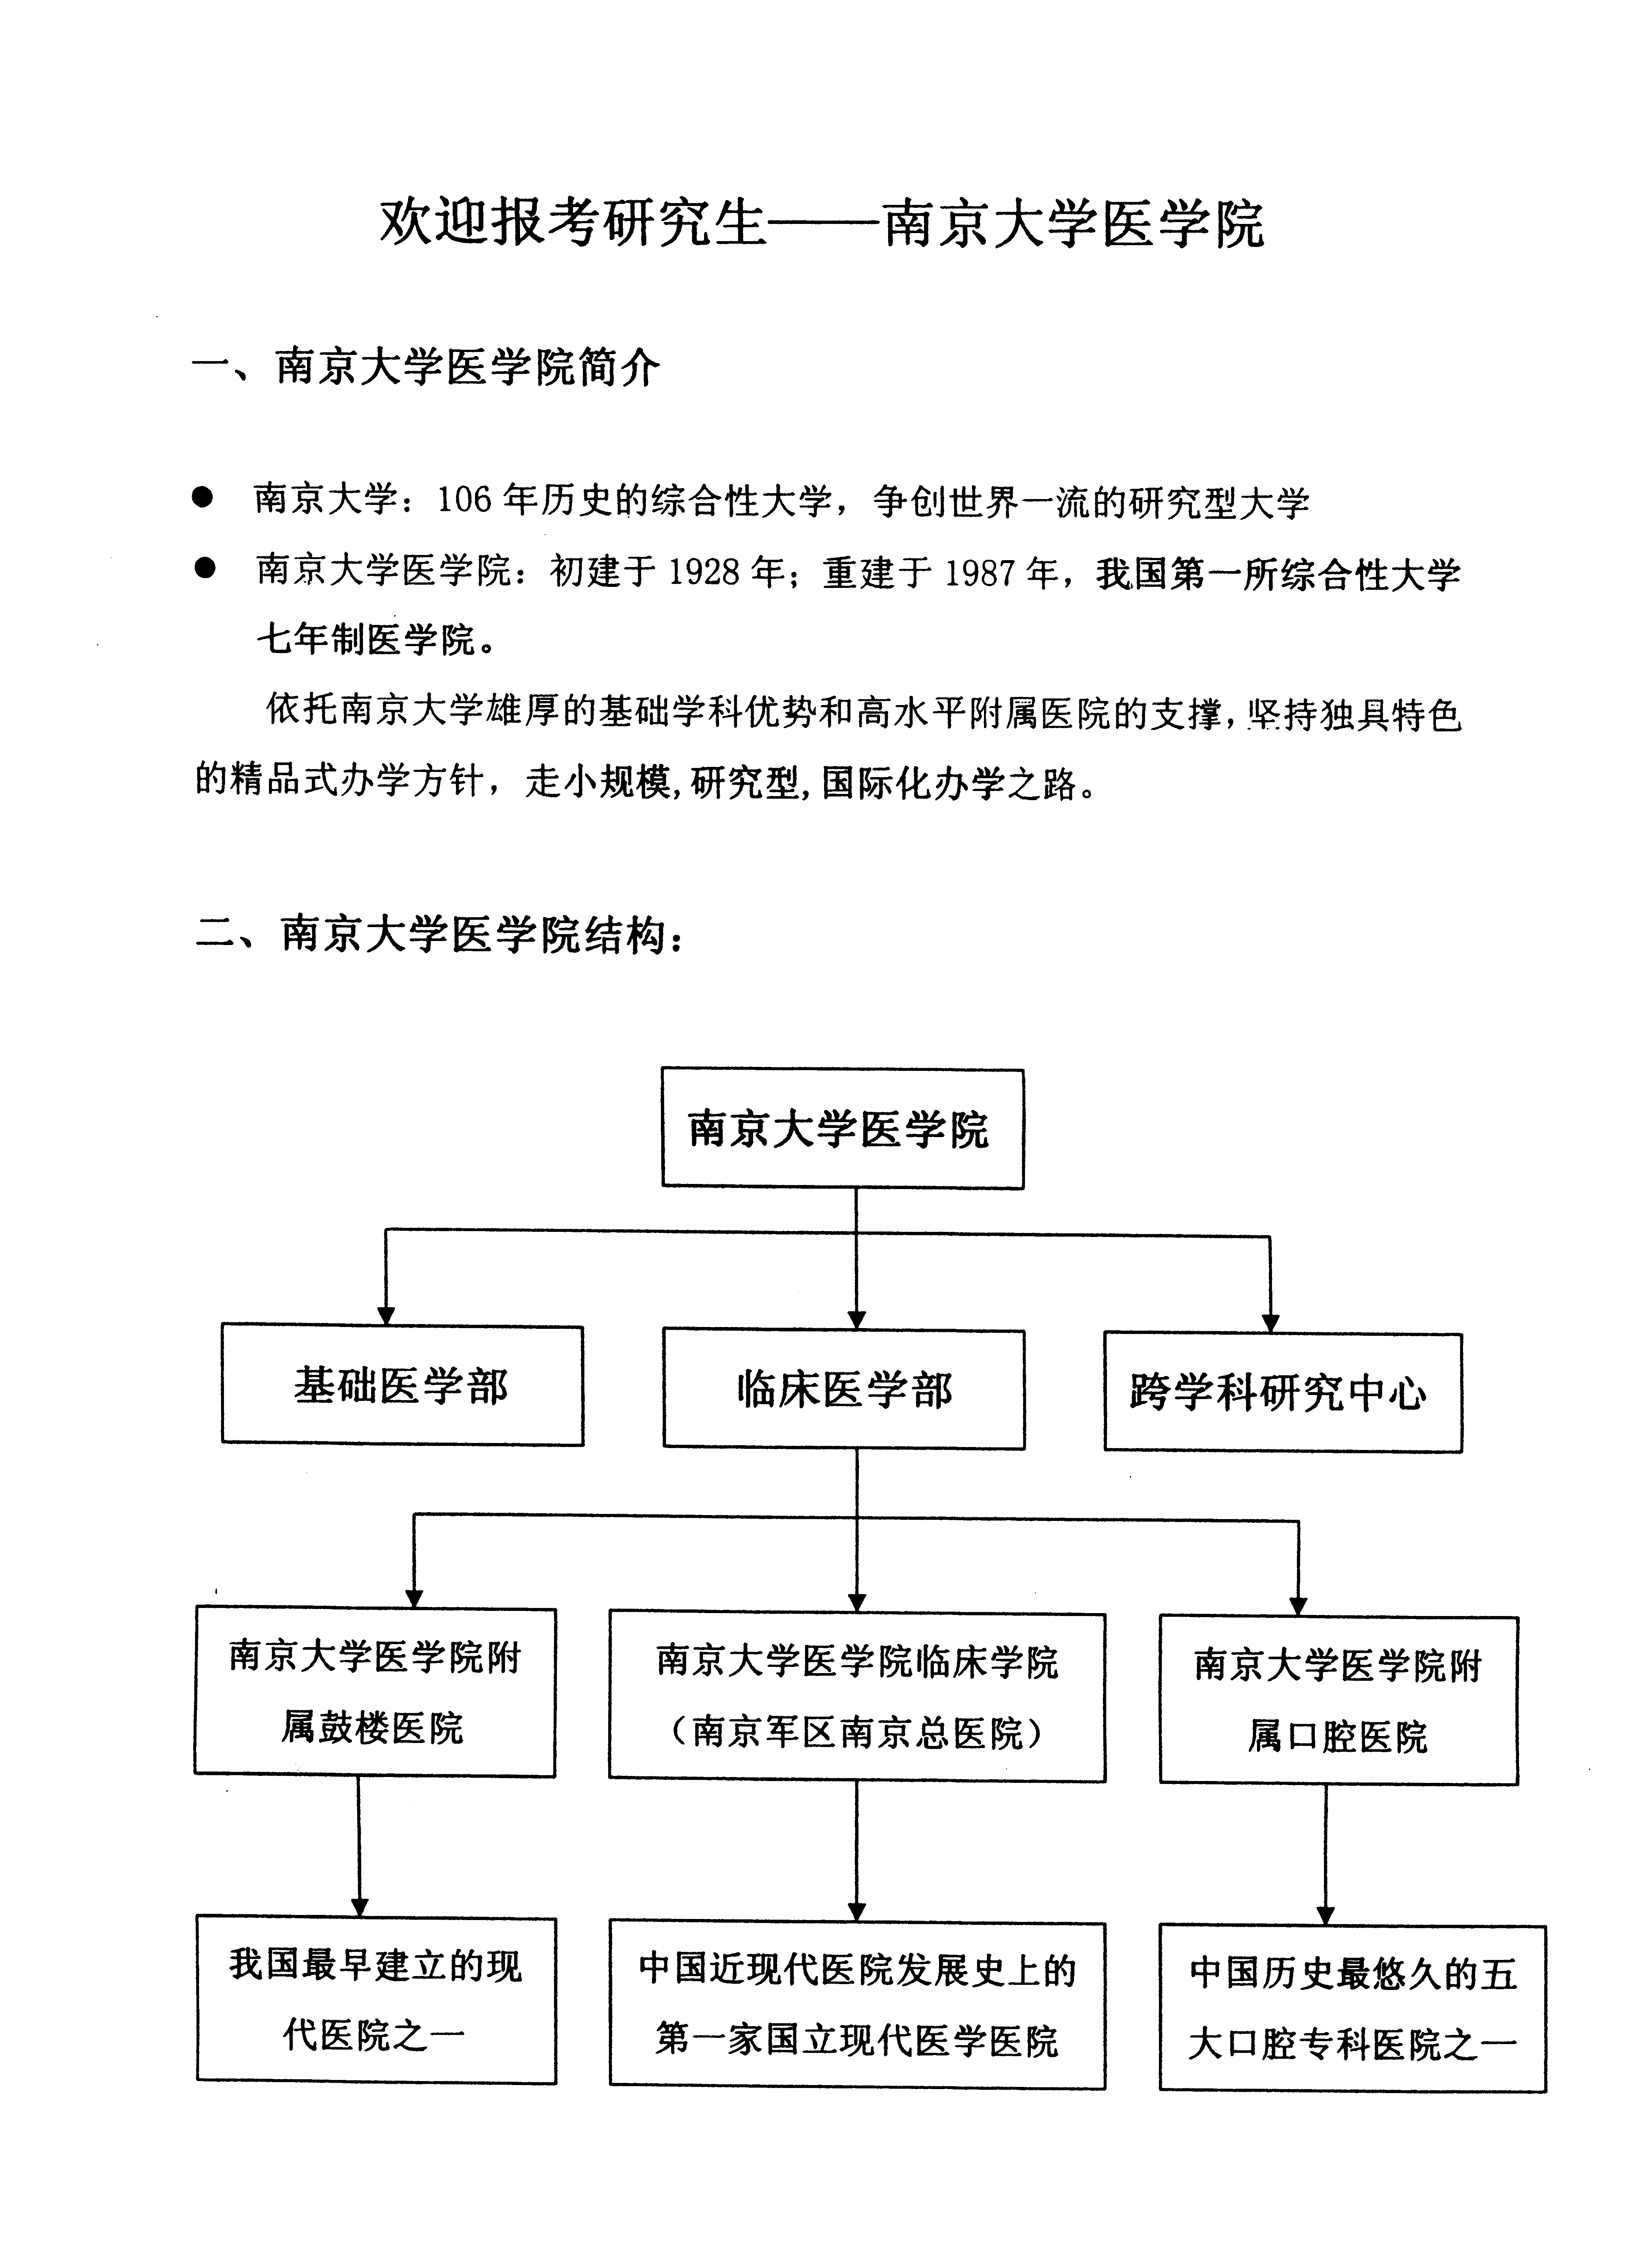 欢迎报考研究生——南京大学医学院
一、南京大学医学院简介
● 南京大学：106 年历史的综合性大学，争创世界一流的研究型大学
● 南京大学医学院：初建于 1928 年；重建于 1987 年，我国第一所综合性大学
七年制医学院。
依托南京大学雄厚的基础学科优势和高水平附属医院的支撑，坚持独具特色
的精品式办学方针，走小规模,研究型,国际化办学之路。
二、南京大学医学院结构：
南京大学医学院
基础医学部
临床医学部
跨学科研究中心
南京大学医学院附
属鼓楼医院
南京大学医学院临床学院
（南京军区南京总医院）
南京大学医学院附
属口腔医院
我国最早建立的现
代医院之一
中国近现代医院发展史上的
第一家国立现代医学医院
中国历史最悠久的五
大口腔专科医院之一